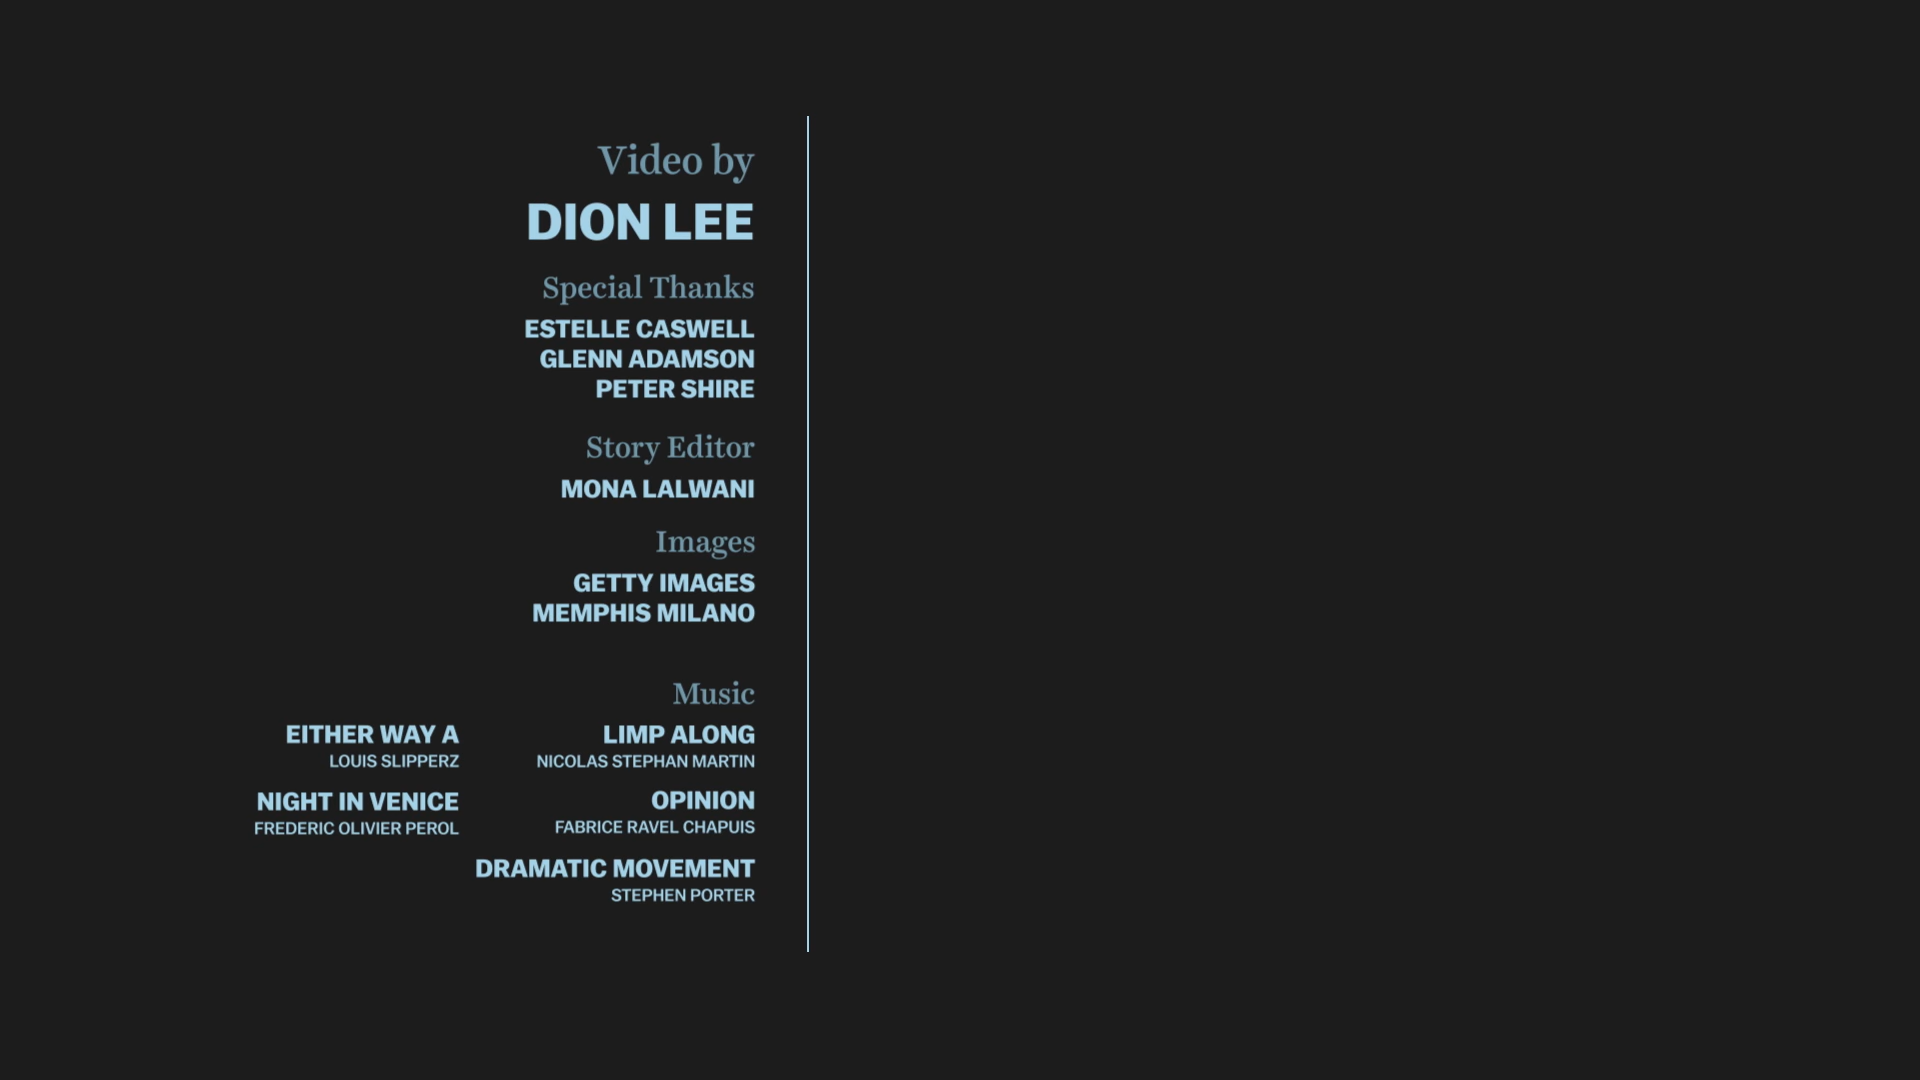 Video by
DION LEE
Special Thanks
ESTELLE CASWELL
GLENN ADAMSON
PETER SHIRE
Story Editor
MONA LALWANI
Images
GETTY IMAGES
MEMPHIS MILANO
Music
EITHER WAY A
LOUIS SLIPPERZ
LIMP ALONG
NICOLAS STEPHAN MARTIN
NIGHT IN VENICE
FREDERIC OLIVIER PEROL
OPINION
FABRICE RAVEL CHAPUIS
DRAMATIC MOVEMENT
STEPHEN PORTER